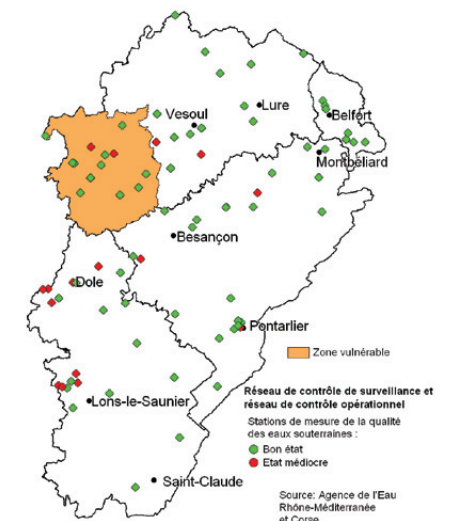 Lure
Vesoul
Belfort
Montbéliard
Besançon
Dole
Pontarlier
Zone vulnérable
Réseau de contrôle de surveillance et
réseau de contrôle opérationnel
Lons-le-Saunier
Stations de mesure de la qualité
des eaux souterraines :
Bon état
Etat médiocre
Saint-Claude
Source: Agence de l'Eau
Rhône-Méditerranée
et Corse